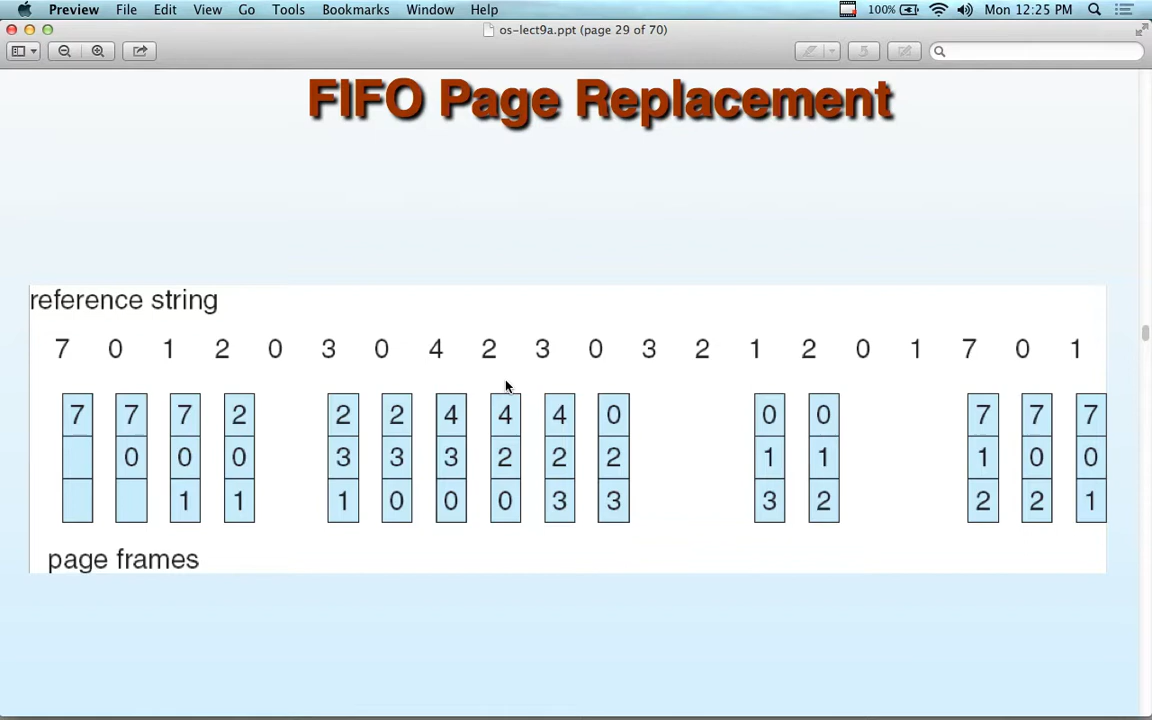 Preview File Edit View Go Tools Bookmarks Window Help 100% Mon 12:25 PM
os-lect9a.ppt (page 29 of 70)
FIFO Page Replacement
reference string
7 0 1 2 0 3 0 4 2 3 0 3 2 1 2 0 1 7 0 1
7 7 7 2 2 2 4 4 4 0 0 0 7 7 7
0 0 0 3 3 3 2 2 2 1 1 1 0 0
1 1 1 0 0 0 3 3 3 2 2 2 1
page frames